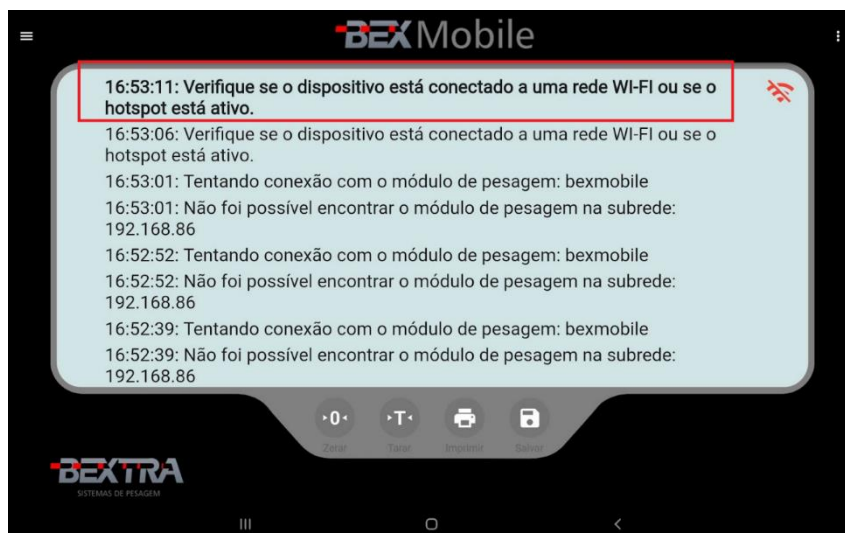 BEXMobile
16:53:11: Verifique se o dispositivo está conectado a uma rede WI-FI ou se o
hotspot está ativo.
16:53:06: Verifique se o dispositivo está conectado a uma rede WI-FI ou se o
hotspot está ativo.
16:53:01: Tentando conexão com o módulo de pesagem: bexmobile
16:53:01: Não foi possível encontrar o módulo de pesagem na subrede:
192.168.86
16:52:52: Tentando conexão com o módulo de pesagem: bexmobile
16:52:52: Não foi possível encontrar o módulo de pesagem na subrede:
192.168.86
16:52:39: Tentando conexão com o módulo de pesagem: bexmobile
16:52:39: Não foi possível encontrar o módulo de pesagem na subrede:
192.168.86
0 T
Zerar Tarar Imprimir Salvar
BEXTRA
SISTEMAS DE PESAGEM